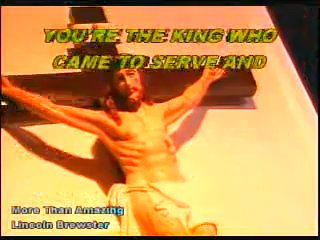 YOU'RE THE KING WHO
CAME TO SERVE AND
More Than Amazing
Lincoln Brewster